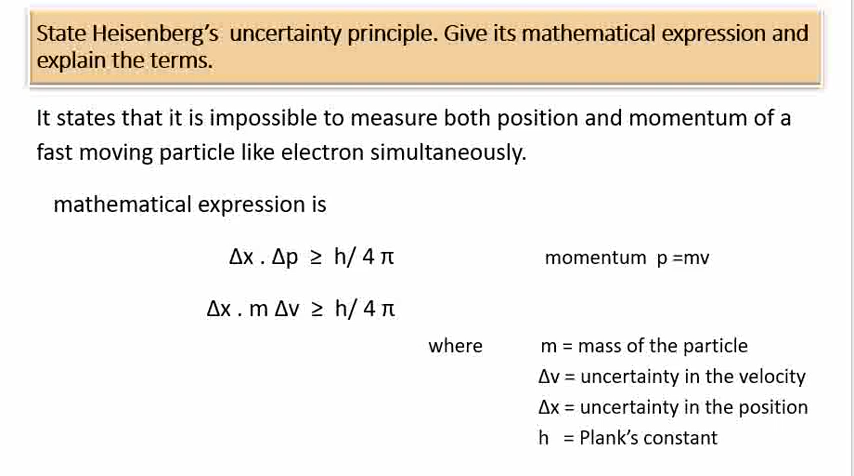 State Heisenberg's uncertainty principle. Give its mathematical expression and
explain the terms.
It states that it is impossible to measure both position and momentum of a
fast moving particle like electron simultaneously.
mathematical expression is
Δx . Δp ≥ h/ 4 π
momentum p =mv
Δx . m Δv ≥ h/ 4 π
where
m = mass of the particle
Δv = uncertainty in the velocity
Δx = uncertainty in the position
h = Plank's constant